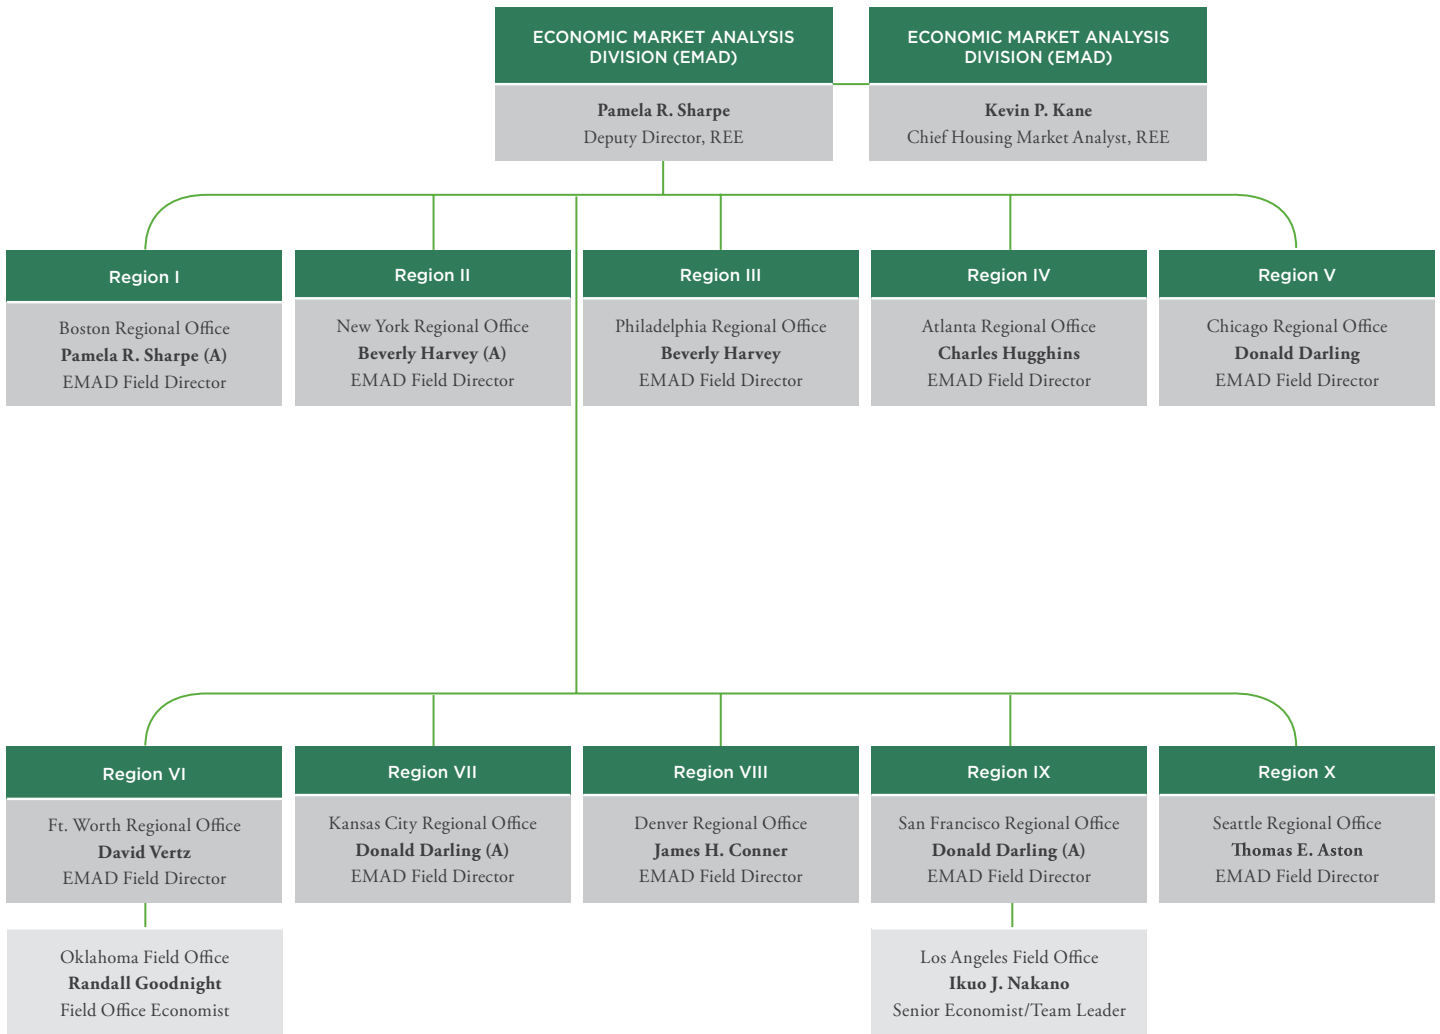 ECONOMIC MARKET ANALYSIS
DIVISION (EMAD)
Pamela R. Sharpe
Deputy Director, REE
ECONOMIC MARKET ANALYSIS
DIVISION (EMAD)
Kevin P. Kane
Chief Housing Market Analyst, REE
Region I
Boston Regional Office
Pamela R. Sharpe (A)
EMAD Field Director
Region II
New York Regional Office
Beverly Harvey (A)
EMAD Field Director
Region III
Philadelphia Regional Office
Beverly Harvey
EMAD Field Director
Region IV
Atlanta Regional Office
Charles Hugghins
EMAD Field Director
Region V
Chicago Regional Office
Donald Darling
EMAD Field Director
Region VI
Ft. Worth Regional Office
David Vertz
EMAD Field Director
Oklahoma Field Office
Randall Goodnight
Field Office Economist
Region VII
Kansas City Regional Office
Donald Darling (A)
EMAD Field Director
Region VIII
Denver Regional Office
James H. Conner
EMAD Field Director
Region IX
San Francisco Regional Office
Donald Darling (A)
EMAD Field Director
Los Angeles Field Office
Ikuo J. Nakano
Senior Economist/Team Leader
Region X
Seattle Regional Office
Thomas E. Aston
EMAD Field Director